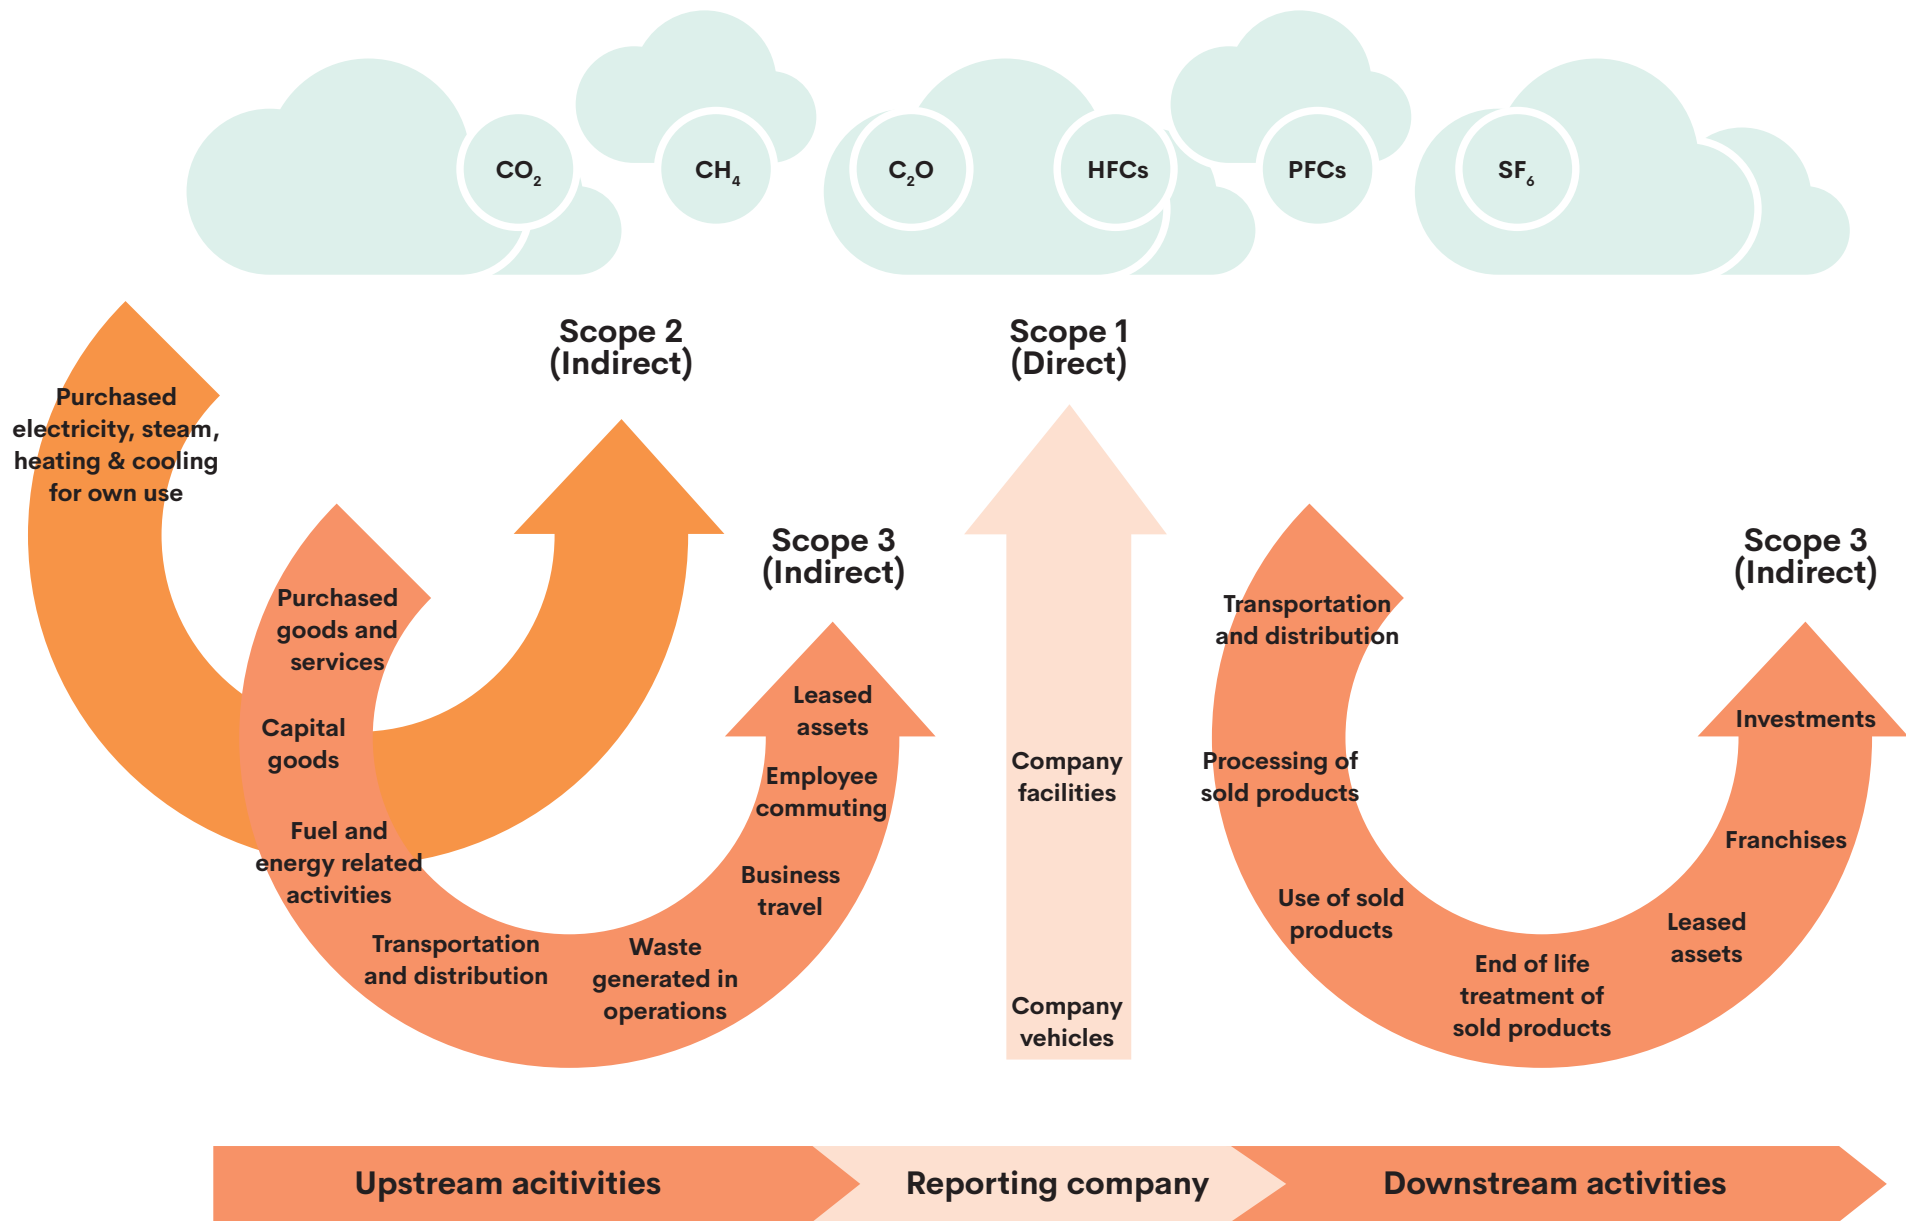 CO₂
CH₄
C₂O
HFCs
PFCs
SF₆
Scope 2
(Indirect)
Scope 1
(Direct)
Purchased
electricity, steam,
heating & cooling
for own use
Scope 3
(Indirect)
Scope 3
(Indirect)
Purchased
goods and
services
Capital
goods
Fuel and
energy related
activities
Transportation
and distribution
Waste
generated in
operations
Business
travel
Employee
commuting
Leased
assets
Company
facilities
Company
vehicles
Transportation
and distribution
Processing of
sold products
Use of sold
products
End of life
treatment of
sold products
Leased
assets
Franchises
Investments
Upstream acitivities
Reporting company
Downstream activities